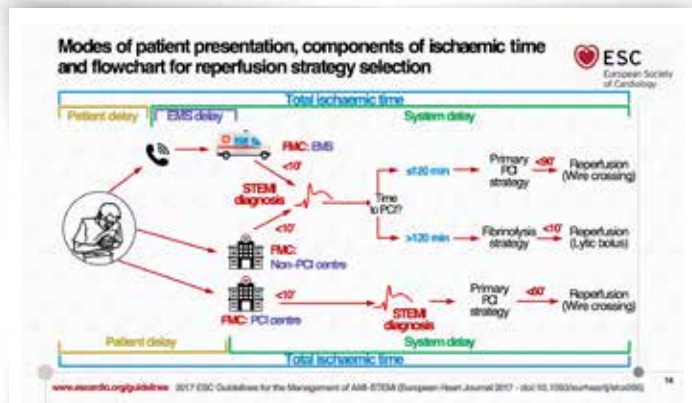 Modes of patient presentation, components of ischaemic time
and flowchart for reperfusion strategy selection
ESC
European Society
of Cardiology
Total ischaemic time
Patient delay
EMS delay
System delay
FMC: EMS
<10'
STEMI
diagnosis
<10'
FMC:
Non-PCI centre
Time
to PCI?
≤120 min
Primary
PCI
strategy
<90'
Reperfusion
(Wire crossing)
>120 min
Fibrinolysis
strategy
<10'
Reperfusion
(Lytic bolus)
FMC: PCI centre
<10'
STEMI
diagnosis
Primary
PCI
strategy
<60'
Reperfusion
(Wire crossing)
Patient delay
System delay
Total ischaemic time
www.escardio.org/guidelines 2017 ESC Guidelines for the Management of AMI-STEMI (European Heart Journal 2017 - doi:10.1093/eurheartj/